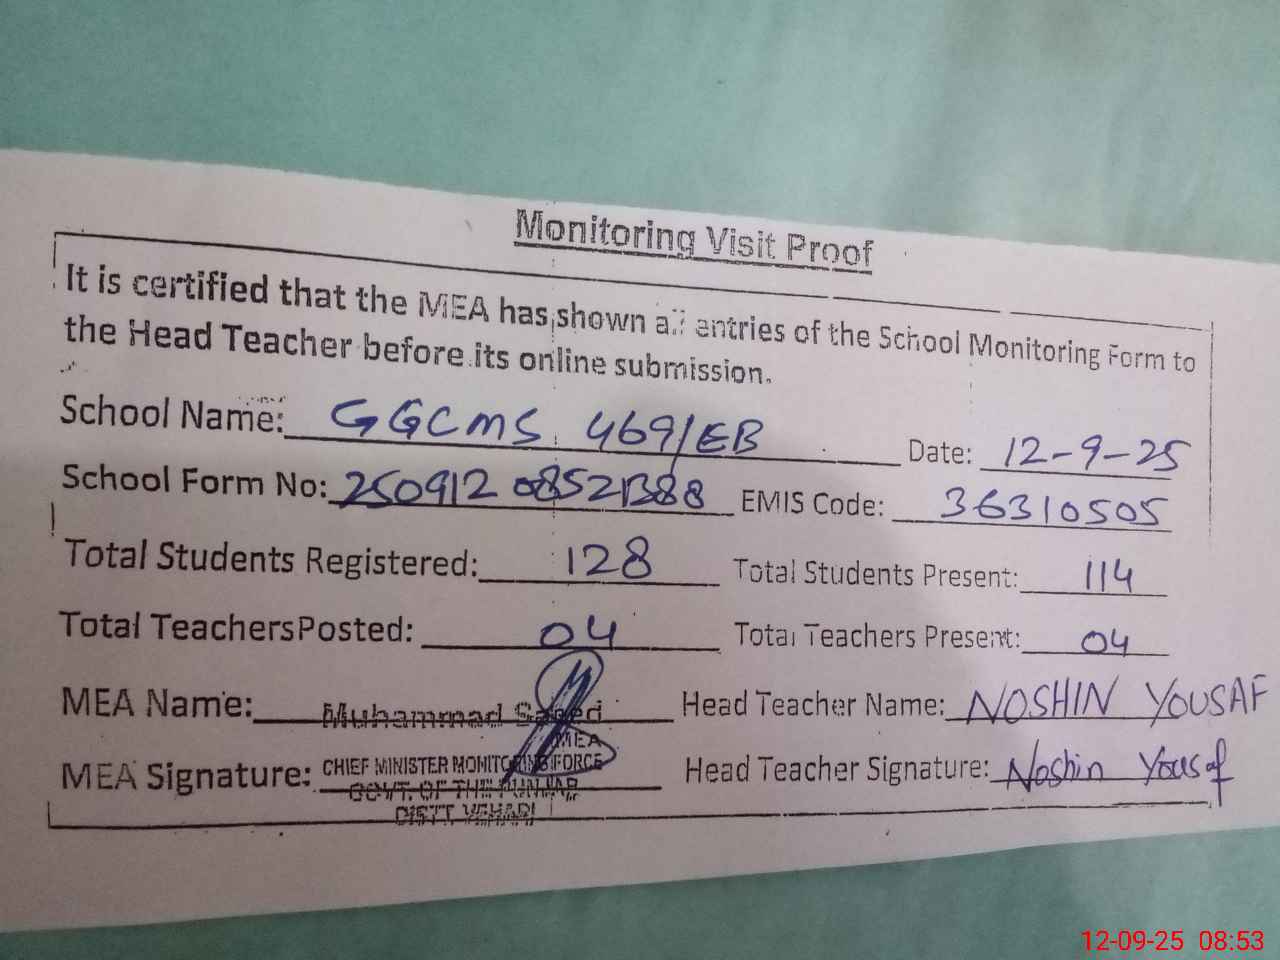 Monitoring Visit Proof
It is certified that the MEA has shown all entries of the School Monitoring Form to
the Head Teacher before its online submission.
School Name: GGCMS 469/EB Date: 12-9-25
School Form No: 250912 08521388 EMIS Code: 36310505
Total Students Registered: 128 Total Students Present: 114
Total Teachers Posted: 04 Total Teachers Present: 04
MEA Name: Muhammad Saeed Head Teacher Name: NOSHIN YOUSAF
MEA
MEA Signature: CHIEF MINISTER MONITORING FORCE Head Teacher Signature: Noshin Yousaf
GOVT. OF THE PUNJAB
DISTT. VEHARI
12-09-25 08:53